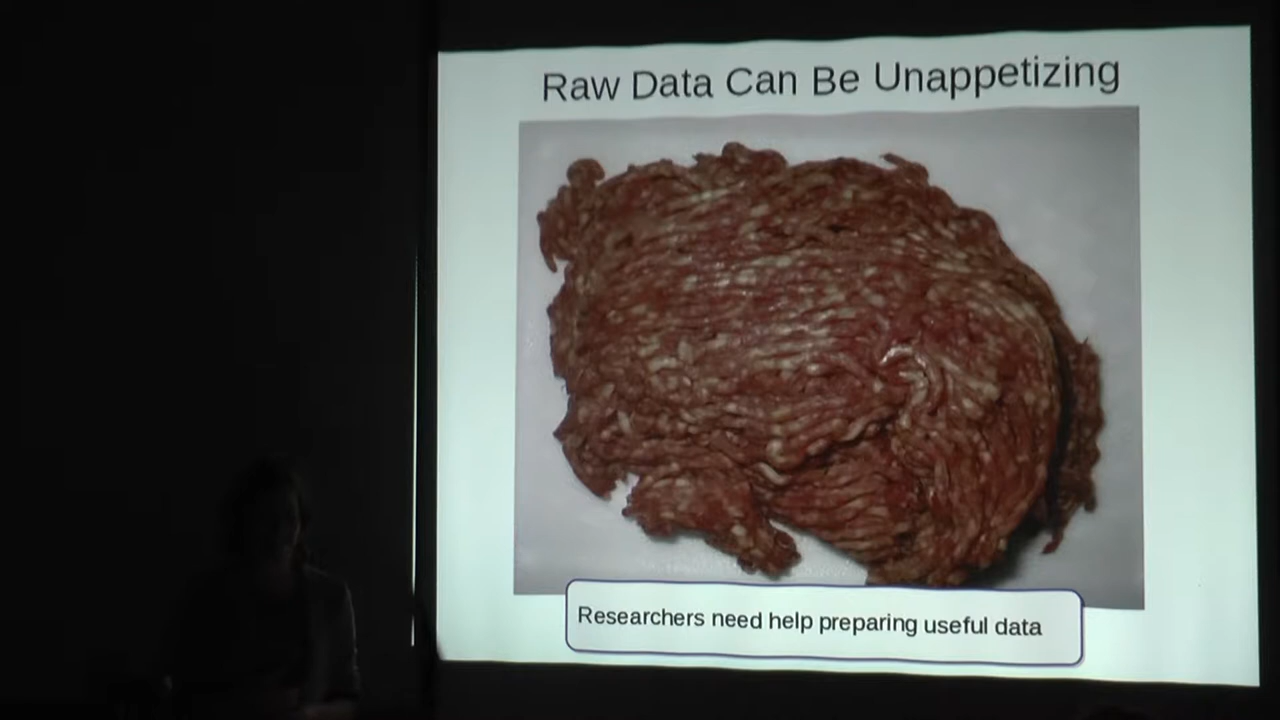 Raw Data Can Be Unappetizing
Researchers need help preparing useful data